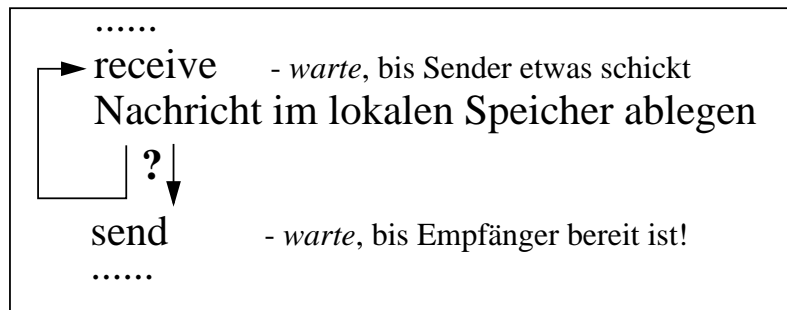 ......
receive - warte, bis Sender etwas schickt
Nachricht im lokalen Speicher ablegen
?
send - warte, bis Empfänger bereit ist!
......